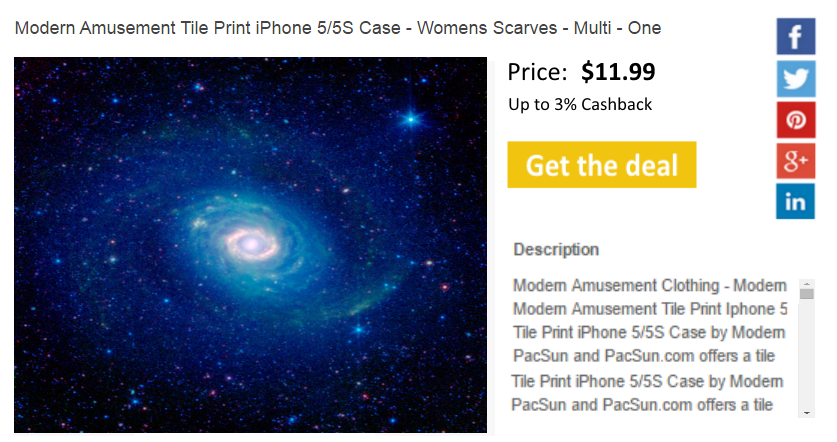 Modern Amusement Tile Print iPhone 5/5S Case - Womens Scarves - Multi - One
Price: $11.99
Up to 3% Cashback
Get the deal
f
g+
in
Description
Modern Amusement Clothing - Modern
Modern Amusement Tile Print Iphone 5
Tile Print iPhone 5/5S Case by Modern
PacSun and PacSun.com offers a tile
Tile Print iPhone 5/5S Case by Modern
PacSun and PacSun.com offers a tile